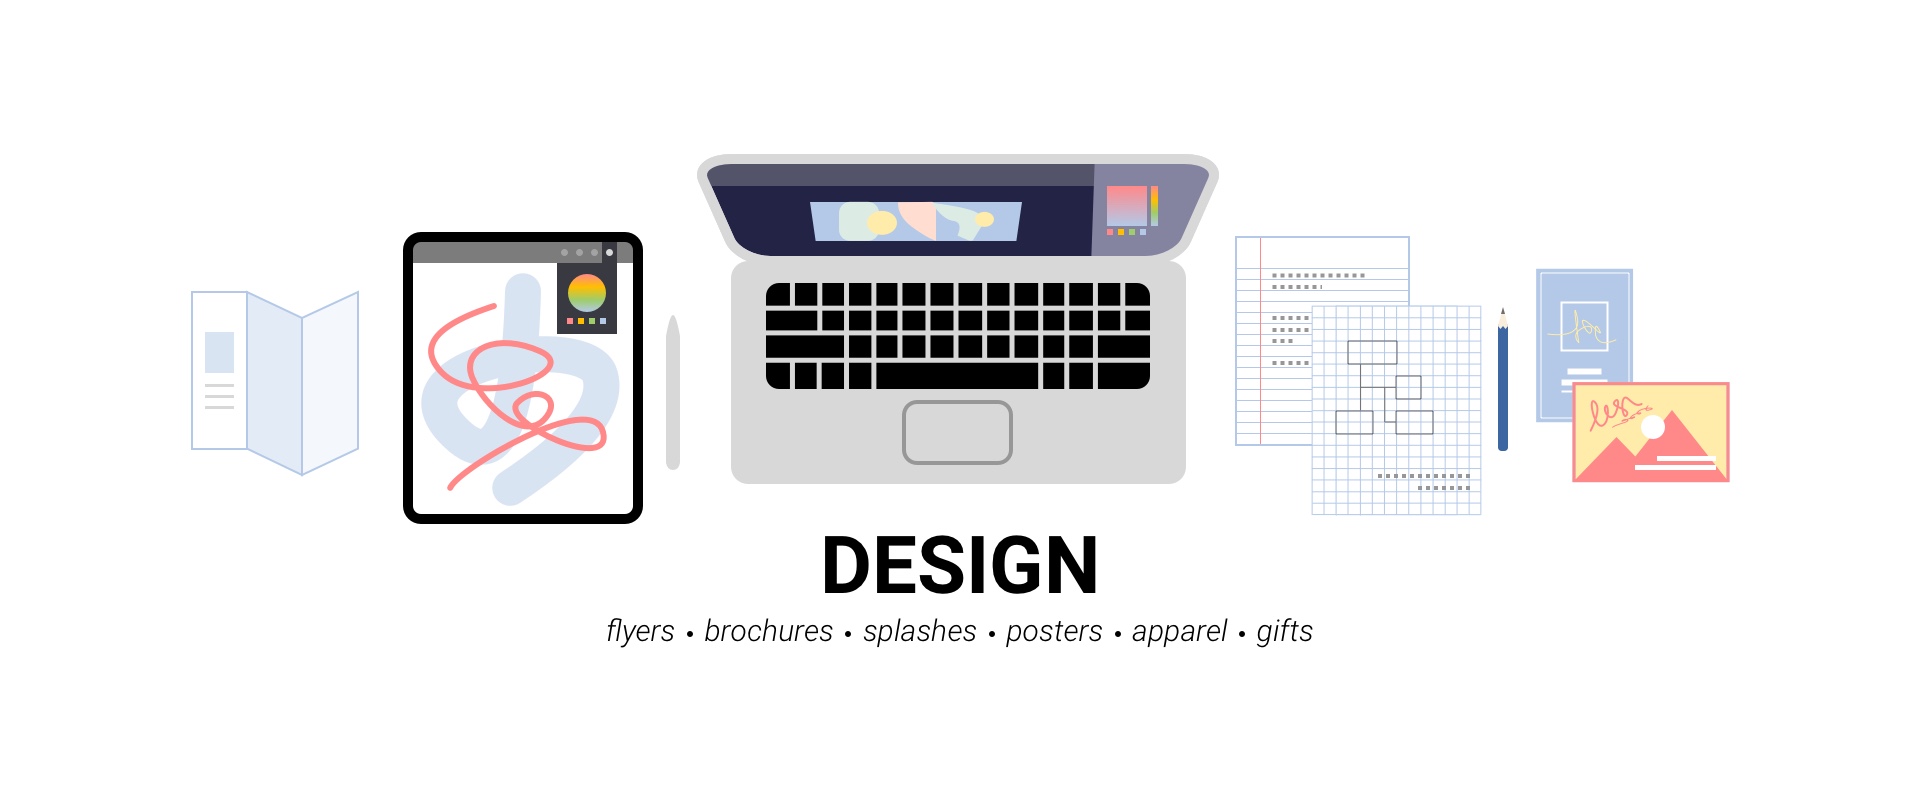 DESIGN
flyers • brochures • splashes • posters • apparel • gifts